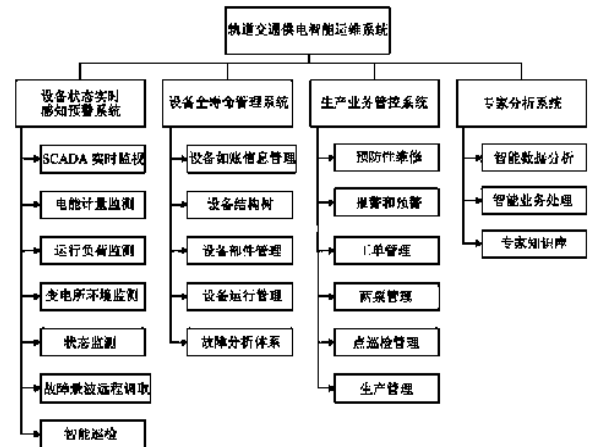 轨道交通供电智能运维系统
设备状态实时
感知预警系统
设备全寿命管理系统
生产业务管控系统
专家分析系统
SCADA 实时监视
电能计量监测
运行负荷监测
变电所环境监测
状态监测
故障录波远程调取
智能巡检
设备台账信息管理
设备结构树
设备部件管理
设备运行管理
故障分析体系
预防性维修
报警和预警
工单管理
两票管理
点巡检管理
生产管理
智能数据分析
智能业务处理
专家知识库